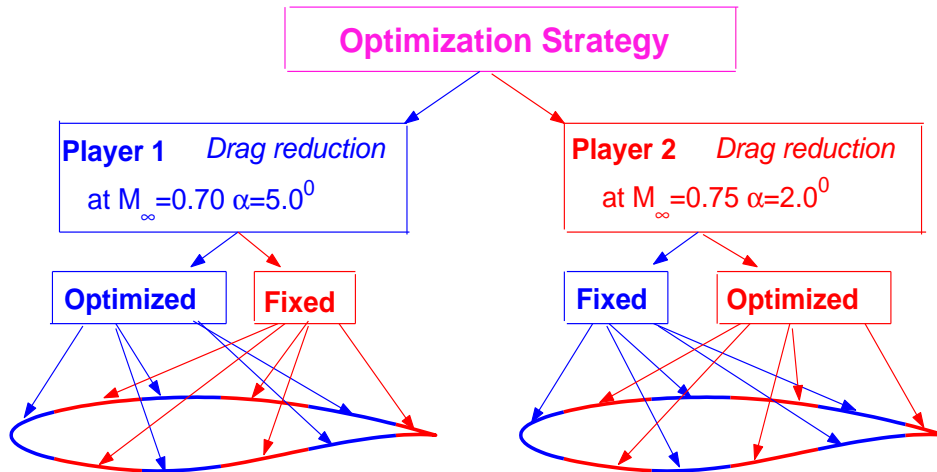 Optimization Strategy
Player 1 Drag reduction
at M∞=0.70 α=5.0⁰
Player 2 Drag reduction
at M∞=0.75 α=2.0⁰
Optimized
Fixed
Fixed
Optimized